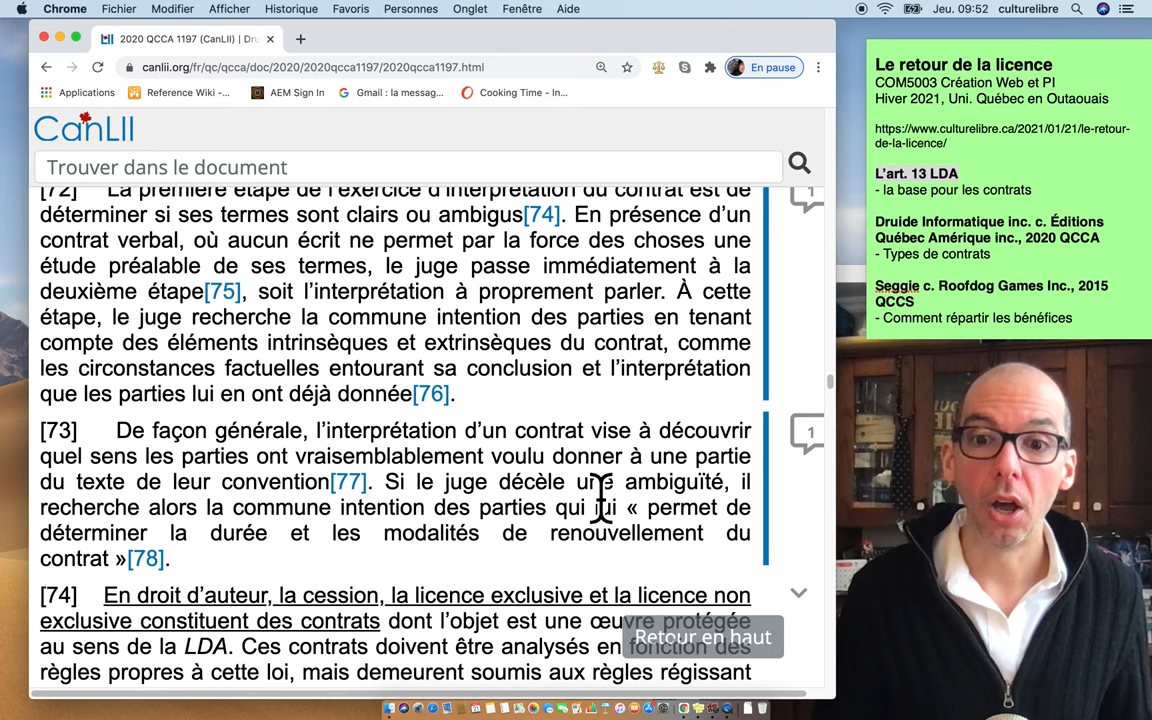 Chrome Fichier Modifier Afficher Historique Favoris Personnes Onglet Fenêtre Aide Jeu. 09:52 culturelibre
2020 QCCA 1197 (CanLII) | Dru
canlii.org/fr/qc/qcca/doc/2020/2020qcca1197/2020qcca1197.html
En pause
Applications Reference Wiki -... AEM Sign In Gmail : la messag... Cooking Time - In...
CanLII
Trouver dans le document
[72] La première étape de l'exercice d'interprétation du contrat est de
déterminer si ses termes sont clairs ou ambigus[74]. En présence d'un
contrat verbal, où aucun écrit ne permet par la force des choses une
étude préalable de ses termes, le juge passe immédiatement à la
deuxième étape[75], soit l'interprétation à proprement parler. À cette
étape, le juge recherche la commune intention des parties en tenant
compte des éléments intrinsèques et extrinsèques du contrat, comme
les circonstances factuelles entourant sa conclusion et l'interprétation
que les parties lui en ont déjà donnée[76].
1
[73] De façon générale, l'interprétation d'un contrat vise à découvrir
quel sens les parties ont vraisemblablement voulu donner à une partie
du texte de leur convention[77]. Si le juge décèle une ambiguïté, il
recherche alors la commune intention des parties qui lui « permet de
déterminer la durée et les modalités de renouvellement du
contrat »[78].
1
[74] En droit d'auteur, la cession, la licence exclusive et la licence non
exclusive constituent des contrats dont l'objet est une œuvre protégée
au sens de la LDA. Ces contrats doivent être analysés en fonction des
règles propres à cette loi, mais demeurent soumis aux règles régissant
Retour en haut
Le retour de la licence
COM5003 Création Web et PI
Hiver 2021, Uni. Québec en Outaouais
https://www.culturelibre.ca/2021/01/21/le-retour-
de-la-licence/
L'art. 13 LDA
- la base pour les contrats
Druide Informatique inc. c. Éditions
Québec Amérique inc., 2020 QCCA
- Types de contrats
Seggie c. Roofdog Games Inc., 2015
QCCS
- Comment répartir les bénéfices